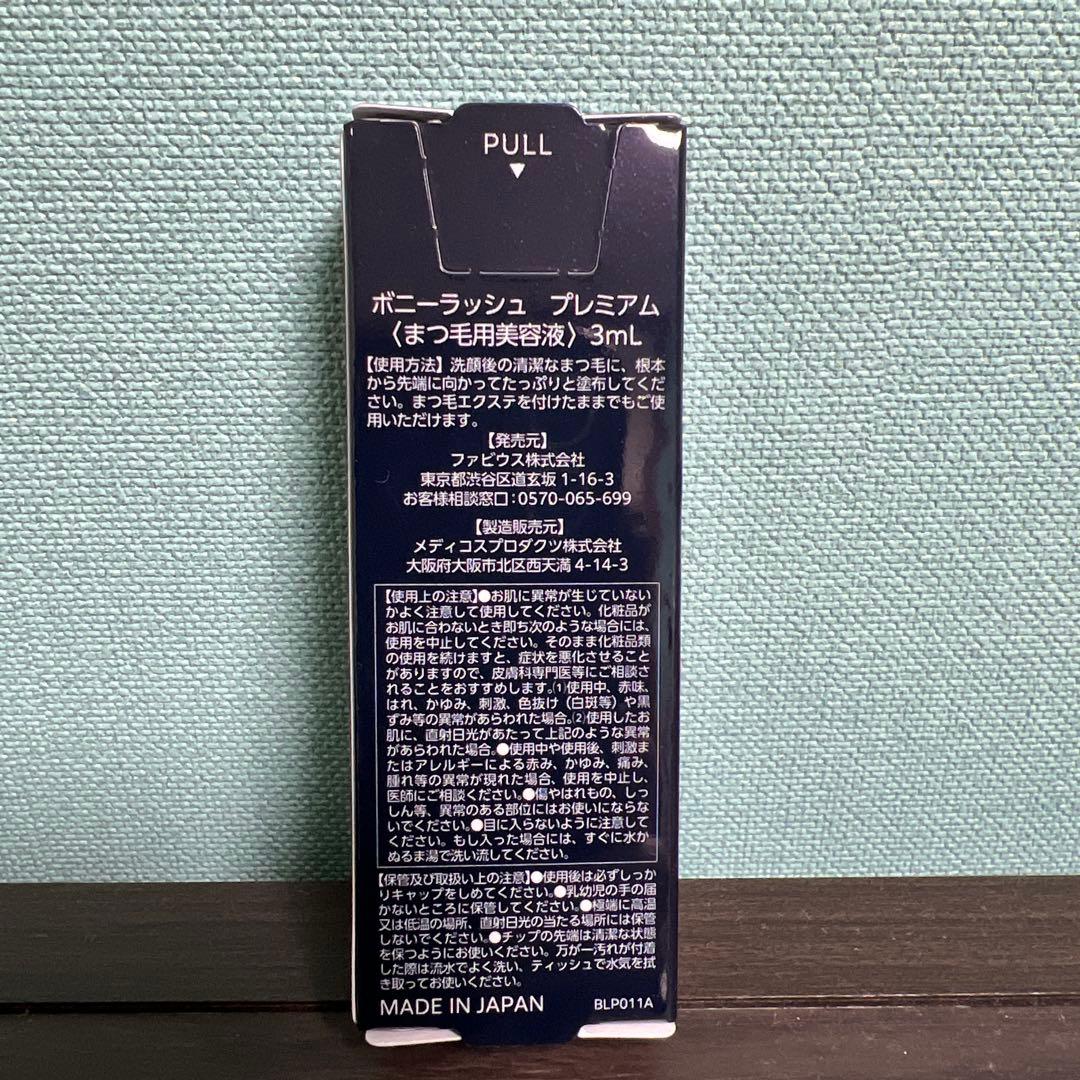 PULL
▼
ボニーラッシュ　プレミアム
〈まつ毛用美容液〉3mL
【使用方法】洗顔後の清潔なまつ毛に、根本
から先端に向かってたっぷりと塗布してくだ
さい。まつ毛エクステを付けたままでもご使
用いただけます。
【発売元】
ファビウス株式会社
東京都渋谷区道玄坂 1-16-3
お客様相談窓口：0570-065-699
【製造販売元】
メディコスプロダクツ株式会社
大阪府大阪市北区西天満 4-14-3
【使用上の注意】●お肌に異常が生じていない
かよく注意して使用してください。化粧品が
お肌に合わないとき即ち次のような場合には、
使用を中止してください。そのまま化粧品類
の使用を続けますと、症状を悪化させること
がありますので、皮膚科専門医等にご相談さ
れることをおすすめします。⑴使用中、赤味、
はれ、かゆみ、刺激、色抜け（白斑等）や黒
ずみ等の異常があらわれた場合。⑵使用したお
肌に、直射日光があたって上記のような異常
があらわれた場合。●使用中や使用後、刺激ま
たはアレルギーによる赤み、かゆみ、痛み、
腫れ等の異常が現れた場合、使用を中止し、
医師にご相談ください。●傷やはれもの、しっ
しん等、異常のある部位にはお使いにならな
いでください。●目に入らないように注意して
ください。もし入った場合には、すぐに水か
ぬるま湯で洗い流してください。
【保管及び取扱い上の注意】●使用後は必ずしっか
りキャップをしめてください。●乳幼児の手の届
かないところに保管してください。●極端に高温
又は低温の場所、直射日光の当たる場所には保管
しないでください。●チップの先端は清潔な状態
を保つようにお使いください。万が一汚れが付着
した際は流水でよく洗い、ティッシュで水気を拭
き取ってお使いください。
MADE IN JAPAN
BLP011A